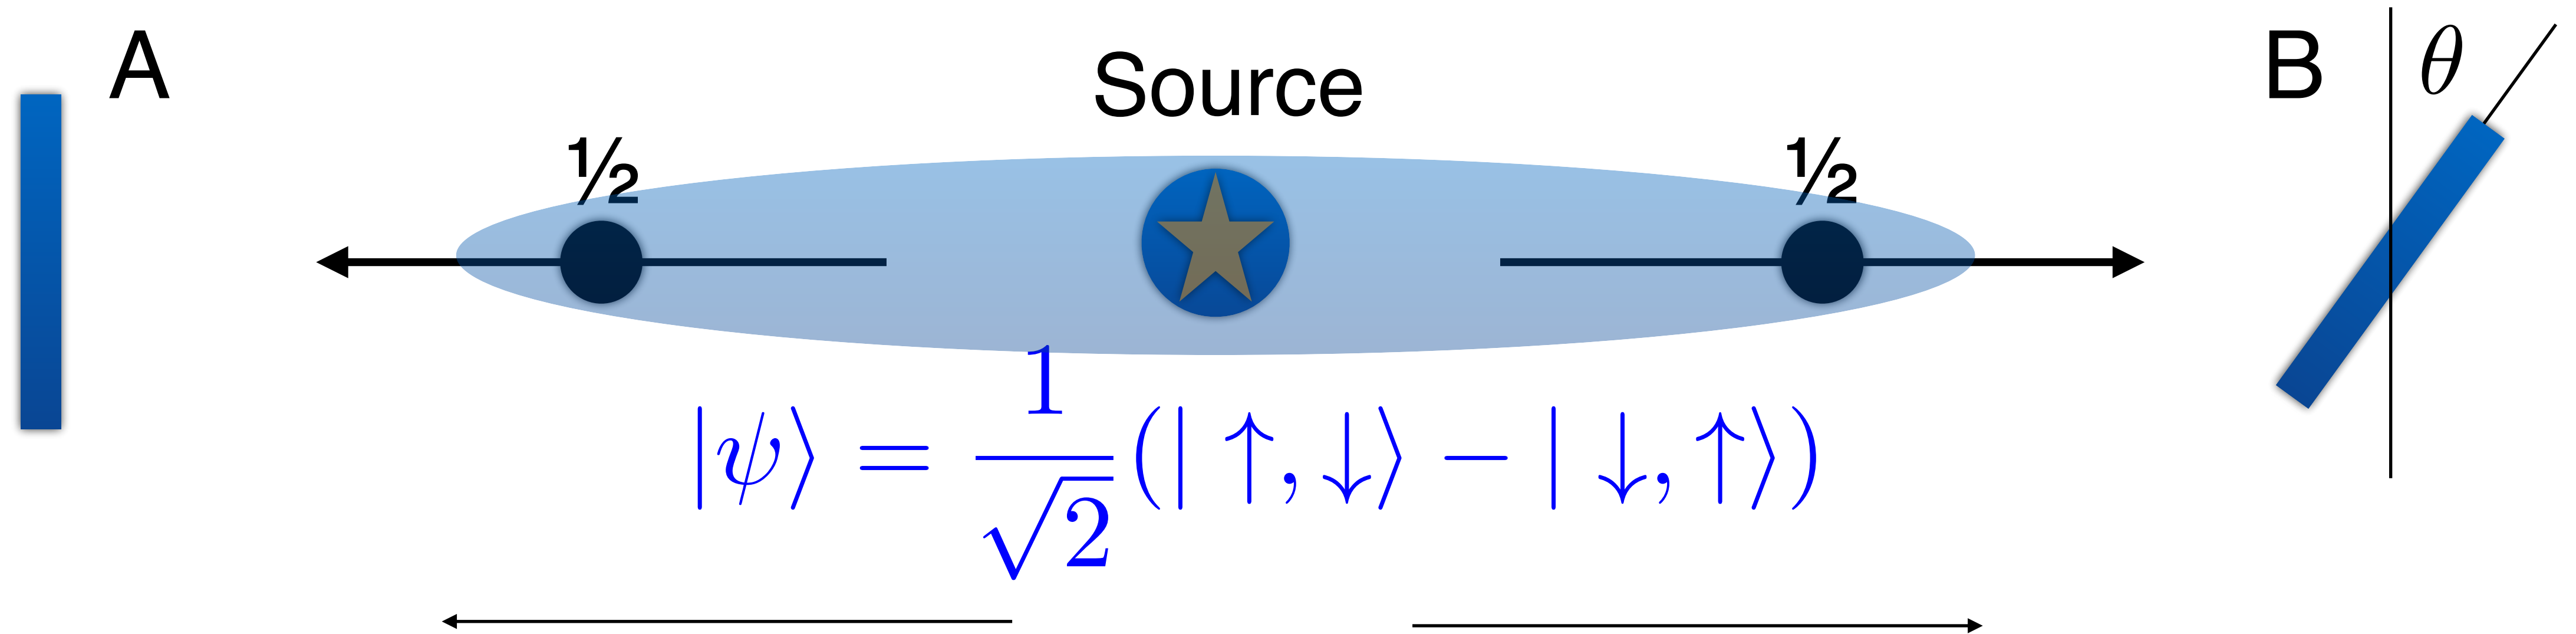 A Source B θ
½ ½
|ψ⟩ = 1/√2 (| ↑, ↓⟩ − | ↓, ↑⟩)